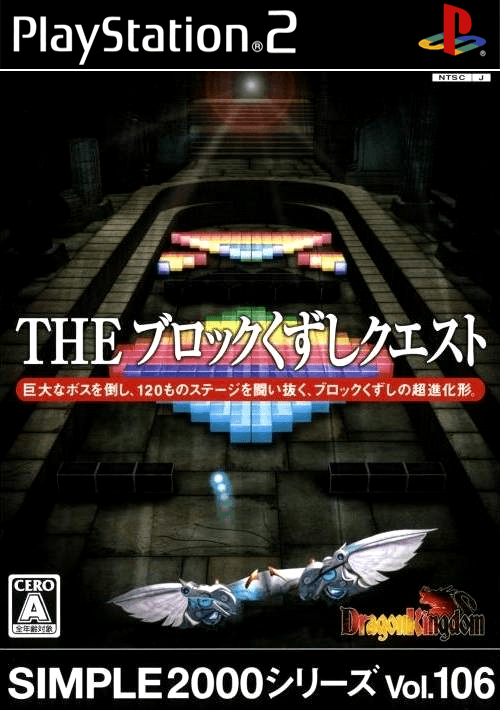 PlayStation®2
NTSC J
THE ブロックくずしクエスト
巨大なボスを倒し、120ものステージを闘い抜く、ブロックくずしの超進化形。
CERO
A
全年齢対象
DragonKingdom
SIMPLE2000シリーズ Vol.106